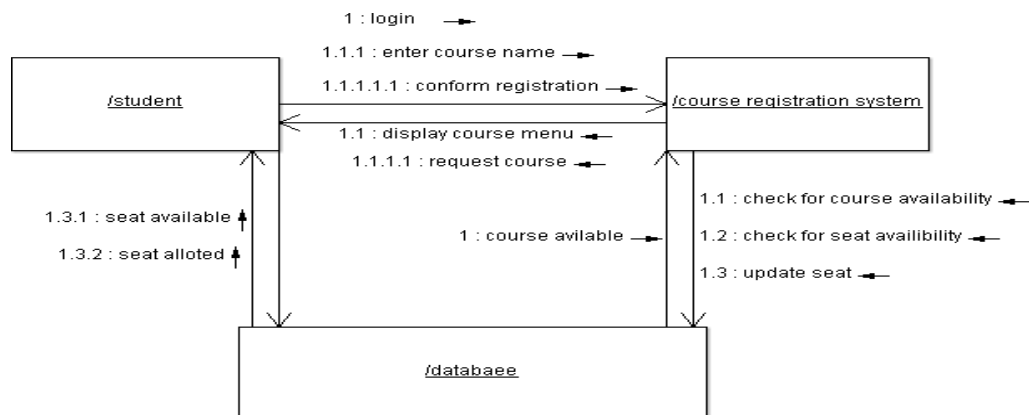 1 : login
1.1.1 : enter course name
1.1.1.1.1 : conform registration
/student
/course registration system
1.1 : display course menu
1.1.1.1 : request course
1.3.1 : seat available
1.3.2 : seat alloted
1 : course avilable
1.1 : check for course availability
1.2 : check for seat availibility
1.3 : update seat
/databaee